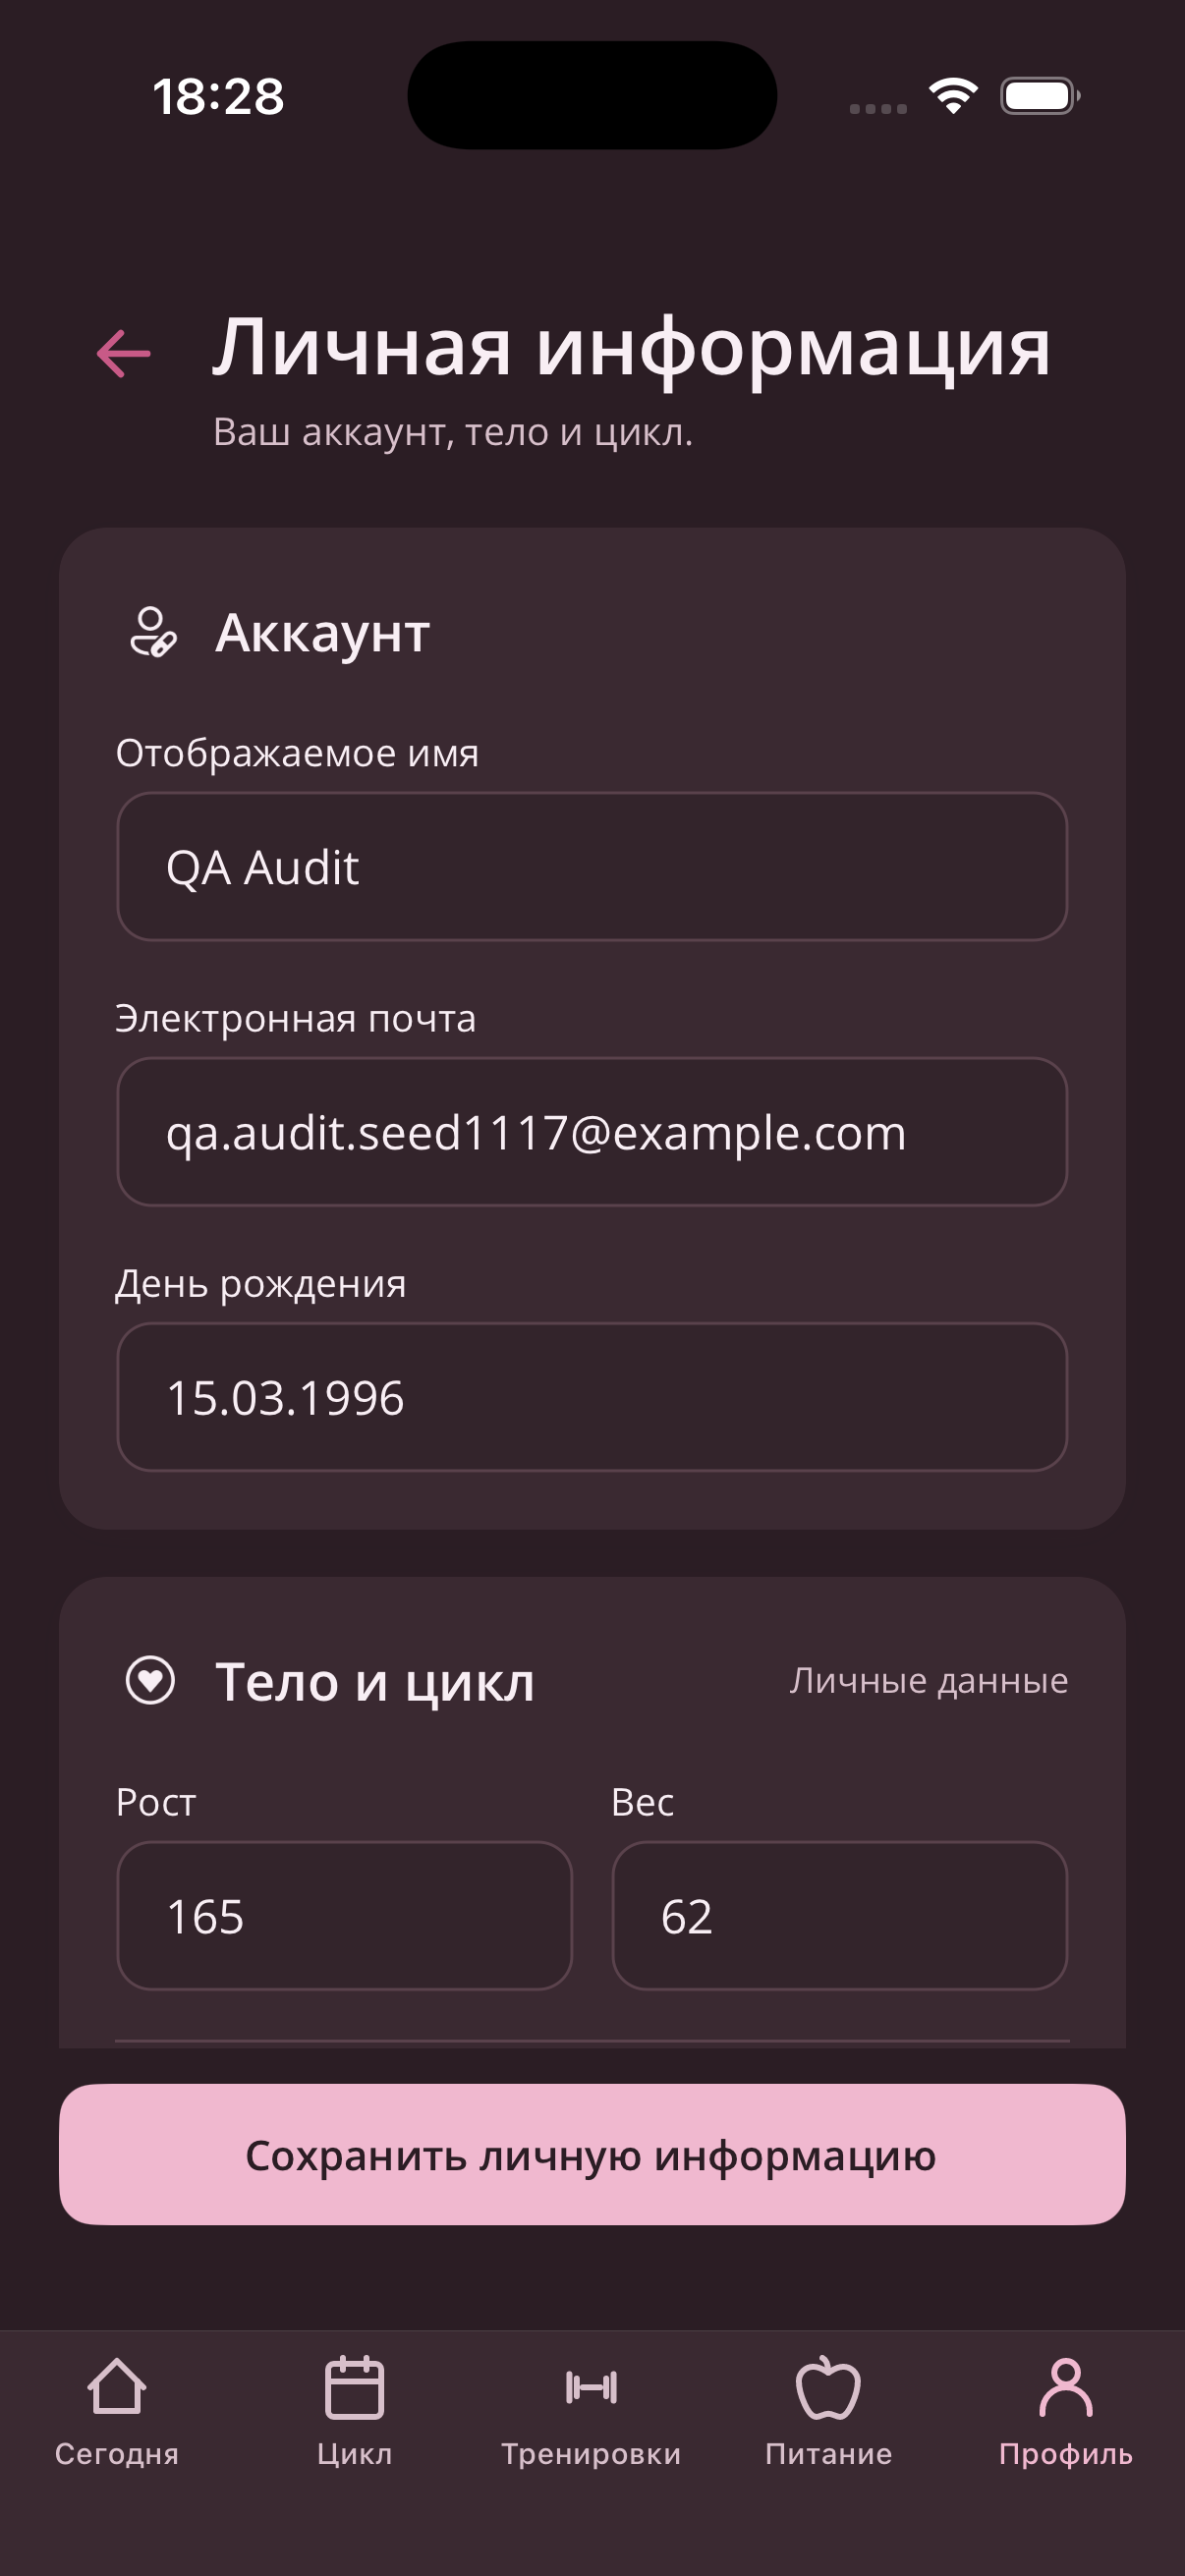 18:28
Личная информация
Ваш аккаунт, тело и цикл.
Аккаунт
Отображаемое имя
QA Audit
Электронная почта
qa.audit.seed1117@example.com
День рождения
15.03.1996
Тело и цикл
Личные данные
Рост
Вес
165
62
Сохранить личную информацию
Сегодня
Цикл
Тренировки
Питание
Профиль